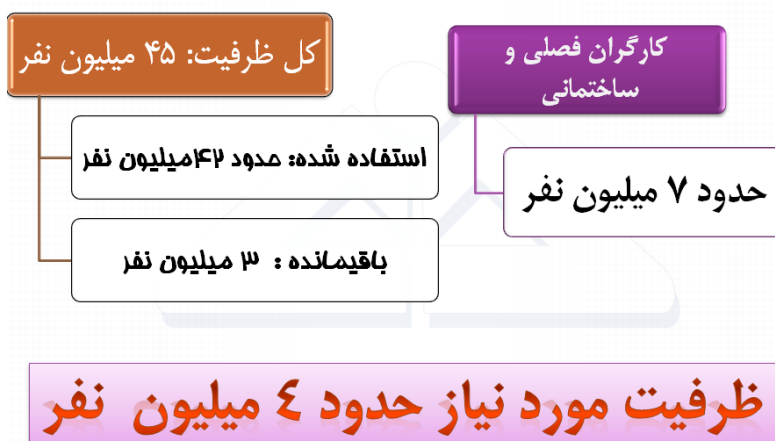 کارگران فصلی و
ساختمانی
حدود ۷ میلیون نفر
کل ظرفیت: ۴۵ میلیون نفر
استفاده شده: حدود ۴۲میلیون نفر
باقیمانده : ۳ میلیون نفر
ظرفیت مورد نیاز حدود ٤ میلیون نفر